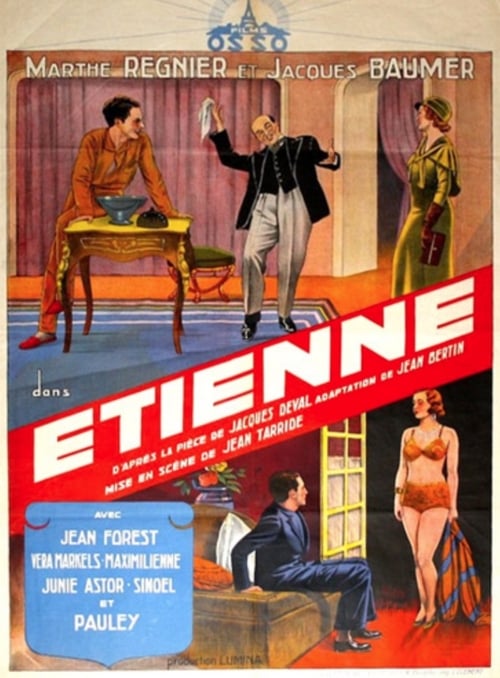 FILMS
OSSO
MARTHE REGNIER ET JACQUES BAUMER
dans
ETIENNE
D'APRÈS LA PIÈCE DE JACQUES DEVAL ADAPTATION DE JEAN BERTIN
MISE EN SCÈNE DE JEAN TARRIDE
AVEC
JEAN FOREST
VERA MARKELS · MAXIMILIENNE
JUNIE ASTOR · SINOEL
ET
PAULEY
production LUMINA